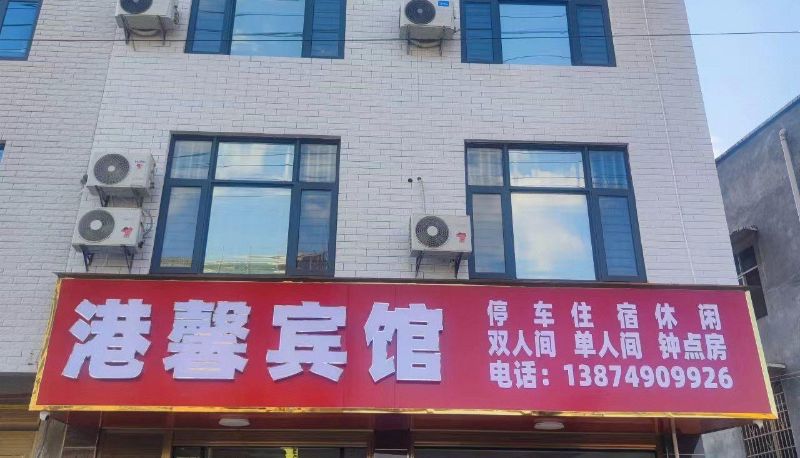 港馨宾馆
停车住宿休闲
双人间 单人间 钟点房
电话：13874909926